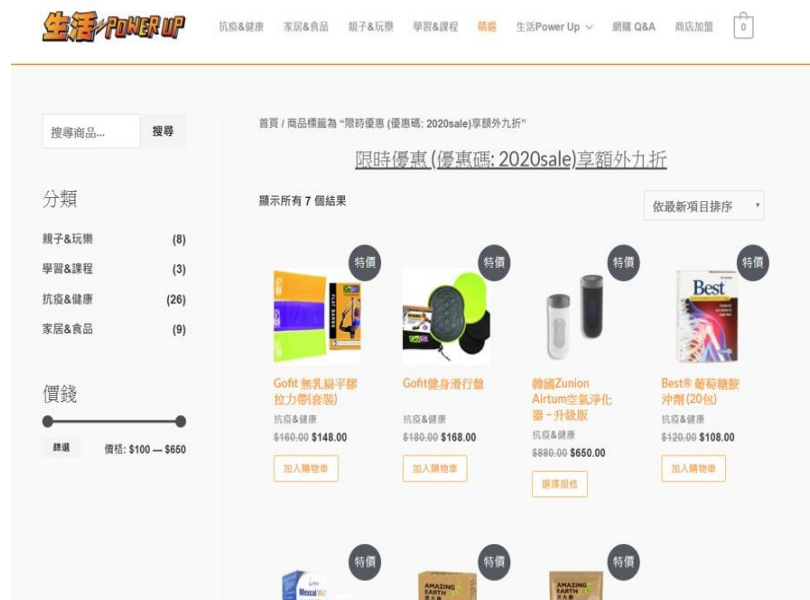 生活POWER UP
抗疫&健康 家居&食品 親子&玩樂 學習&課程 精選 生活Power Up 網購 Q&A 商店加盟 0
搜尋商品... 搜尋
首頁 / 商品標籤為 “限時優惠 (優惠碼: 2020sale)享額外九折”
限時優惠 (優惠碼: 2020sale)享額外九折
顯示所有 7 個結果
依最新項目排序
分類
親子&玩樂 (8)
學習&課程 (3)
抗疫&健康 (26)
家居&食品 (9)
價錢
篩選 價格: $100 — $650
特價
FLAT BANDS
Gofit 無乳扁平膠
拉力帶(套裝)
抗疫&健康
$160.00 $148.00
加入購物車
特價
GoFit
Gofit健身滑行盤
抗疫&健康
$180.00 $168.00
加入購物車
特價
韓國Zunion
Airtum空氣淨化
器 – 升級版
抗疫&健康
$880.00 $650.00
選擇規格
特價
Best
Best® 葡萄糖胺
沖劑 (20包)
抗疫&健康
$120.00 $108.00
加入購物車
特價
特價
AMAZING
EARTH
特價
AMAZING
EARTH